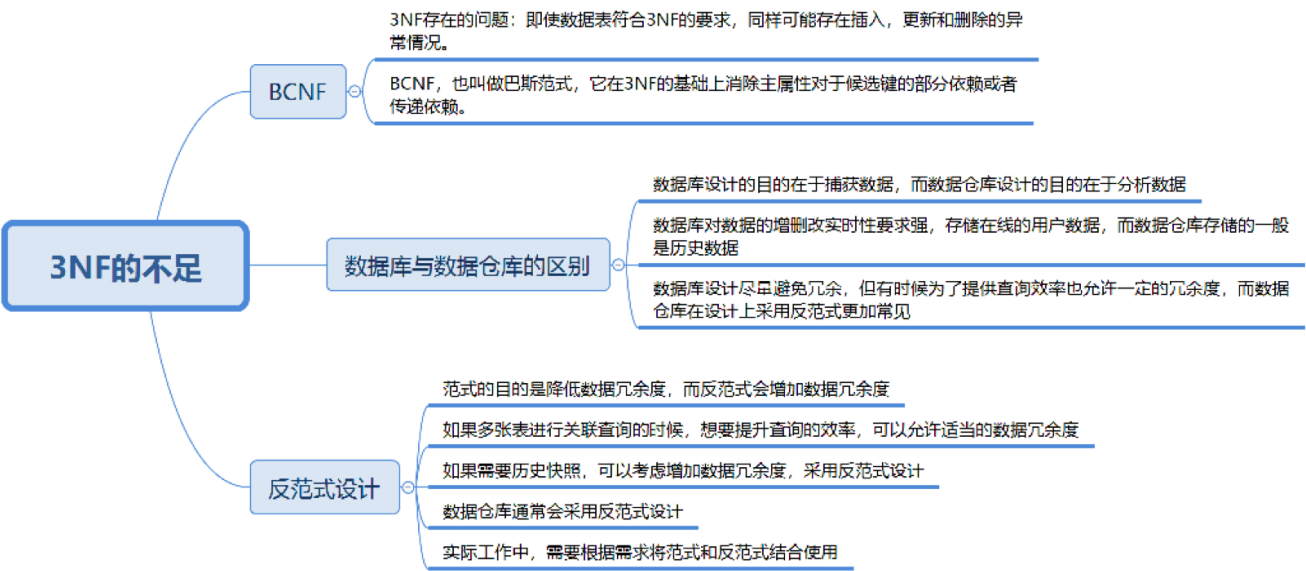 3NF的不足
BCNF
3NF存在的问题：即使数据表符合3NF的要求，同样可能存在插入，更新和删除的异
常情况。
BCNF，也叫做巴斯范式，它在3NF的基础上消除主属性对于候选键的部分依赖或者
传递依赖。
数据库与数据仓库的区别
数据库设计的目的在于捕获数据，而数据仓库设计的目的在于分析数据
数据库对数据的增删改实时性要求强，存储在线的用户数据，而数据仓库存储的一般
是历史数据
数据库设计尽早避免冗余，但有时候为了提供查询效率也允许一定的冗余度，而数据
仓库在设计上采用反范式更加常见
反范式设计
范式的目的是降低数据冗余度，而反范式会增加数据冗余度
如果多张表进行关联查询的时候，想要提升查询的效率，可以允许适当的数据冗余度
如果需要历史快照，可以考虑增加数据冗余度，采用反范式设计
数据仓库通常会采用反范式设计
实际工作中，需要根据需求将范式和反范式结合使用